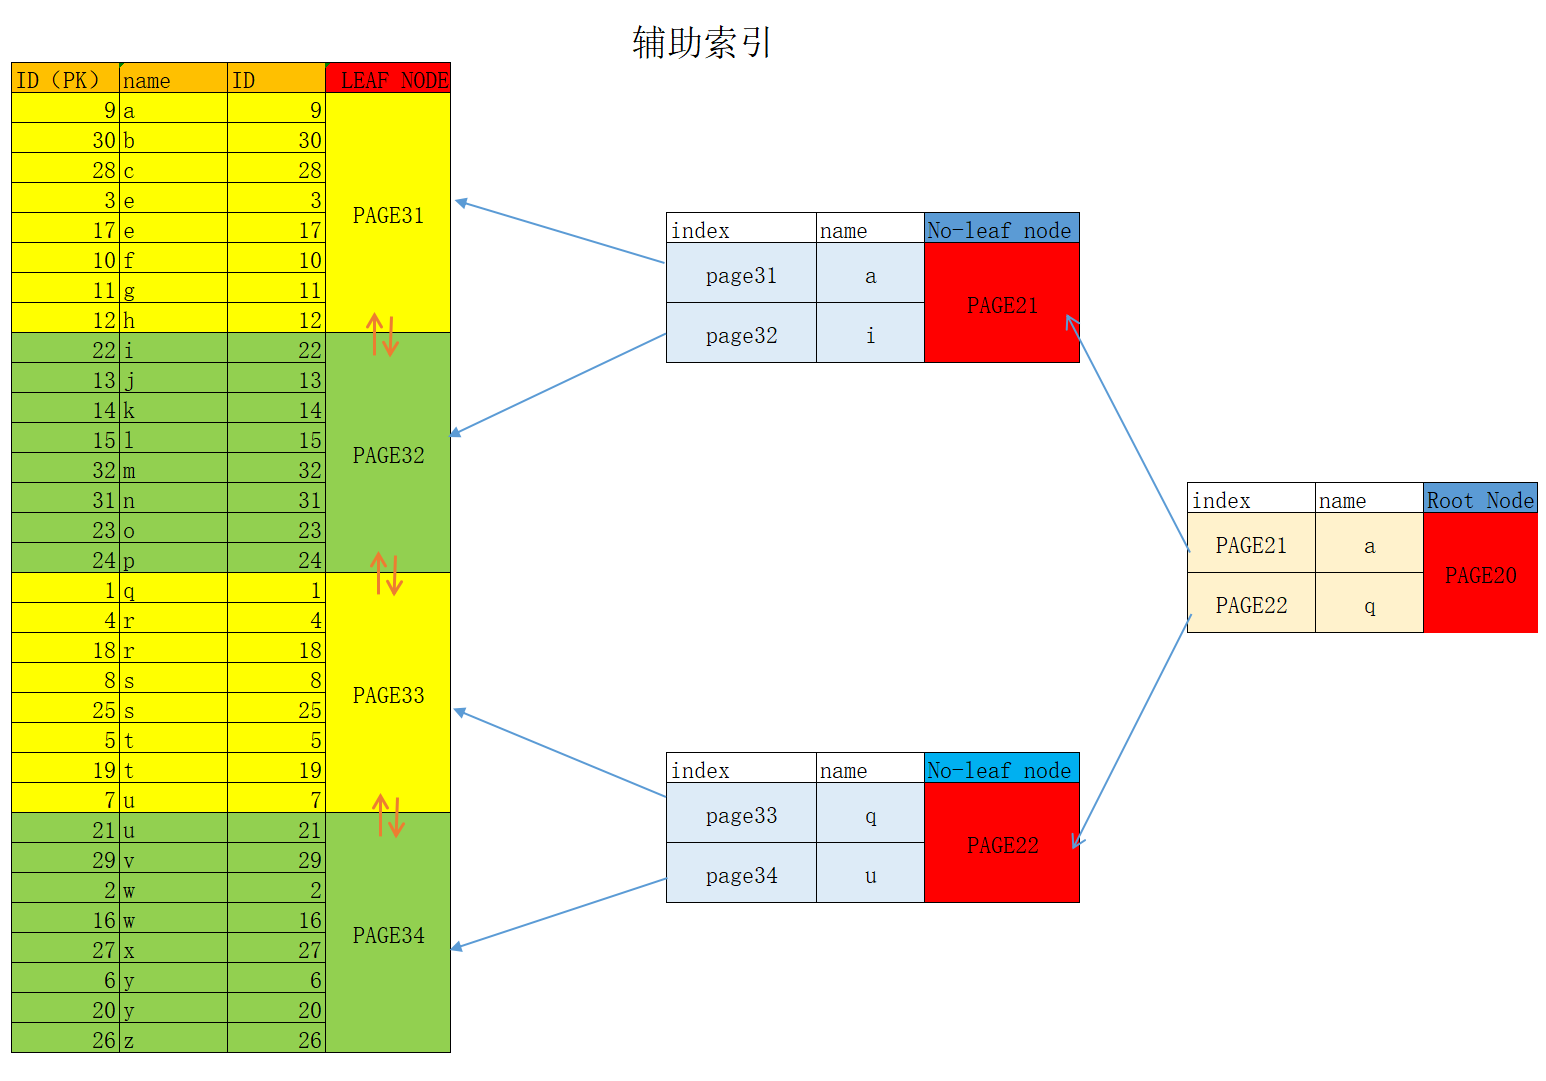 辅助索引
ID（PK） name ID LEAF NODE
9 a 9
30 b 30
28 c 28
3 e 3
PAGE31
17 e 17
10 f 10
11 g 11
12 h 12
22 i 22
13 j 13
14 k 14
15 l 15
PAGE32
32 m 32
31 n 31
23 o 23
24 p 24
1 q 1
4 r 4
18 r 18
8 s 8
PAGE33
25 s 25
5 t 5
19 t 19
7 u 7
21 u 21
29 v 29
2 w 2
16 w 16
PAGE34
27 x 27
6 y 6
20 y 20
26 z 26
index name No-leaf node
page31 a
PAGE21
page32 i
index name No-leaf node
page33 q
PAGE22
page34 u
index name Root Node
PAGE21 a
PAGE20
PAGE22 q